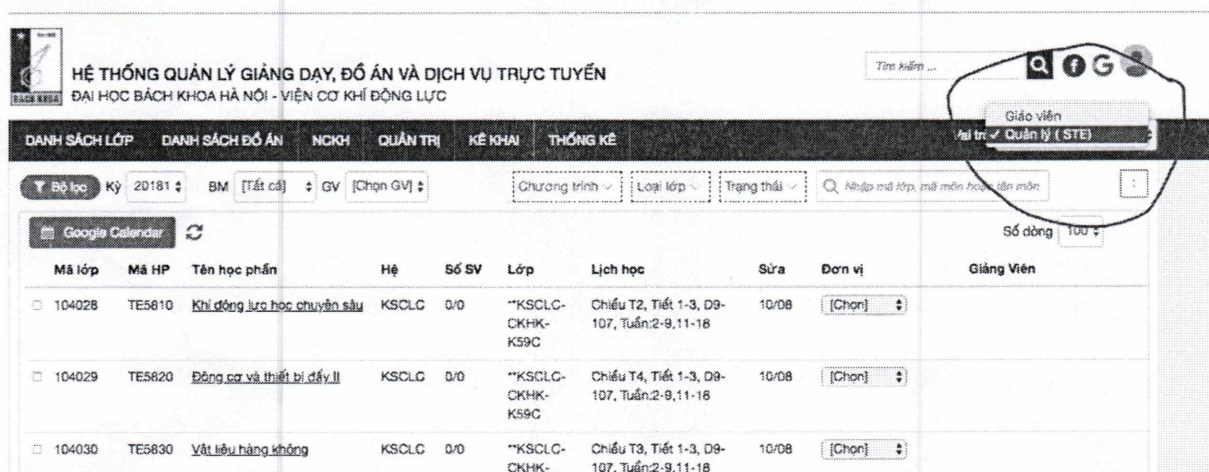 BÁCH KHOA
HỆ THỐNG QUẢN LÝ GIẢNG DẠY, ĐỒ ÁN VÀ DỊCH VỤ TRỰC TUYẾN
ĐẠI HỌC BÁCH KHOA HÀ NỘI - VIỆN CƠ KHÍ ĐỘNG LỰC
Tìm kiếm ...
f G
Giáo viên
DANH SÁCH LỚP DANH SÁCH ĐỒ ÁN NCKH QUẢN TRỊ KÊ KHAI THỐNG KÊ ✓ Quản lý ( STE)
Bộ lọc Kỳ 20181 BM [Tất cả] GV [Chọn GV] Chương trình Loại lớp Trạng thái Nhập mã lớp, mã môn hoặc tên môn
Google Calendar Số dòng 100
Mã lớp Mã HP Tên học phần Hệ Số SV Lớp Lịch học Sửa Đơn vị Giảng Viên
104028 TE5810 Khí động lực học chuyên sâu KSCLC 0/0 **KSCLC- Chiều T2, Tiết 1-3, D9- 10/08 [Chọn]
CKHK- 107, Tuần:2-9,11-18
K59C
104029 TE5820 Động cơ và thiết bị đẩy II KSCLC 0/0 **KSCLC- Chiều T4, Tiết 1-3, D9- 10/08 [Chọn]
CKHK- 107, Tuần:2-9,11-18
K59C
104030 TE5830 Vật liệu hàng không KSCLC 0/0 **KSCLC- Chiều T3, Tiết 1-3, D9- 10/08 [Chọn]
CKHK- 107, Tuần:2-9,11-18